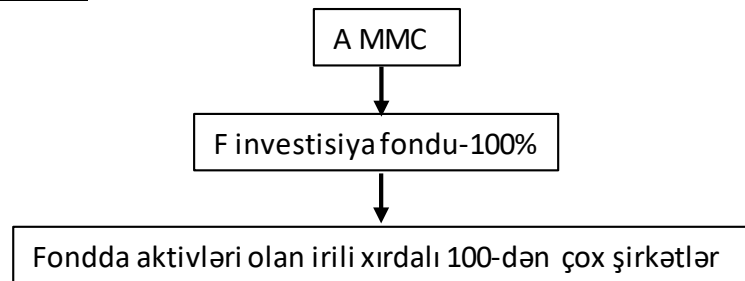 A MMC
F investisiya fondu-100%
Fondda aktivləri olan irili xırdalı 100-dən çox şirkətlər